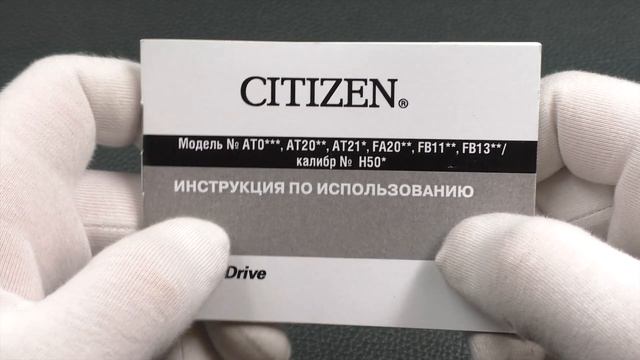 CITIZEN®
Модель № AT0***, AT20**, AT21*, FA20**, FB11**, FB13**/
калибр № H50*
ИНСТРУКЦИЯ ПО ИСПОЛЬЗОВАНИЮ
Drive